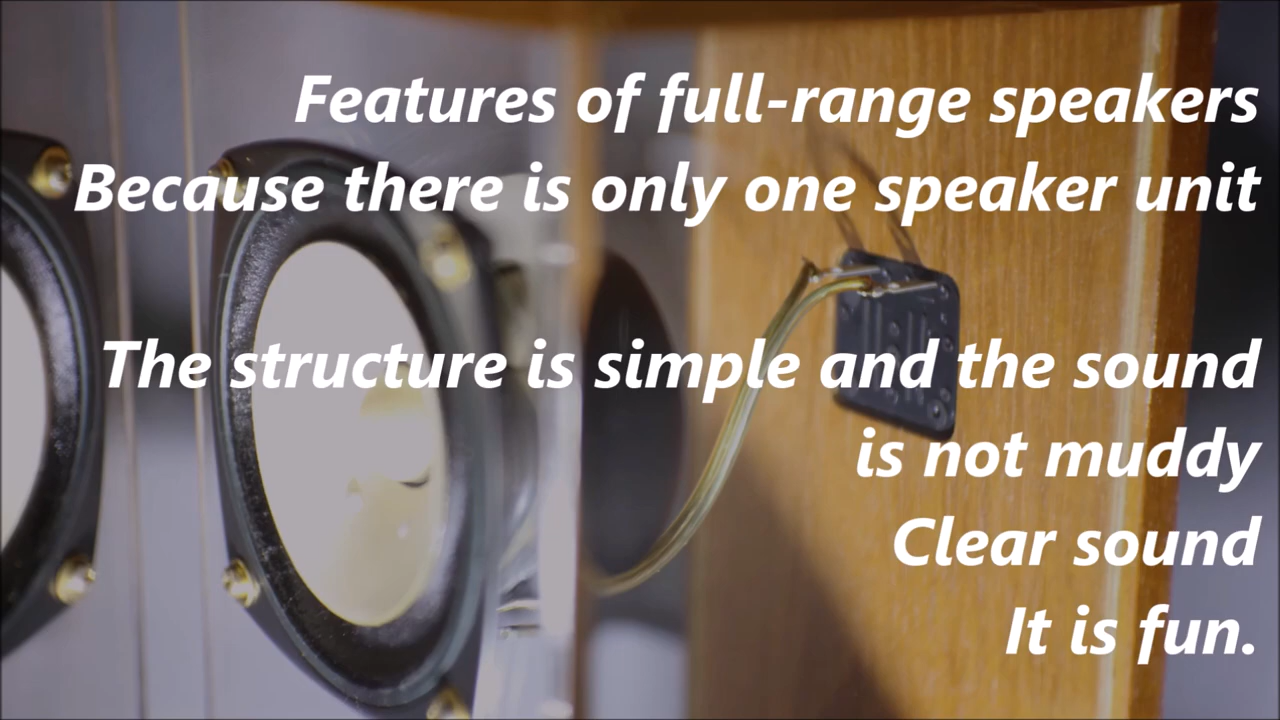 Features of full-range speakers
Because there is only one speaker unit
The structure is simple and the sound
is not muddy
Clear sound
It is fun.